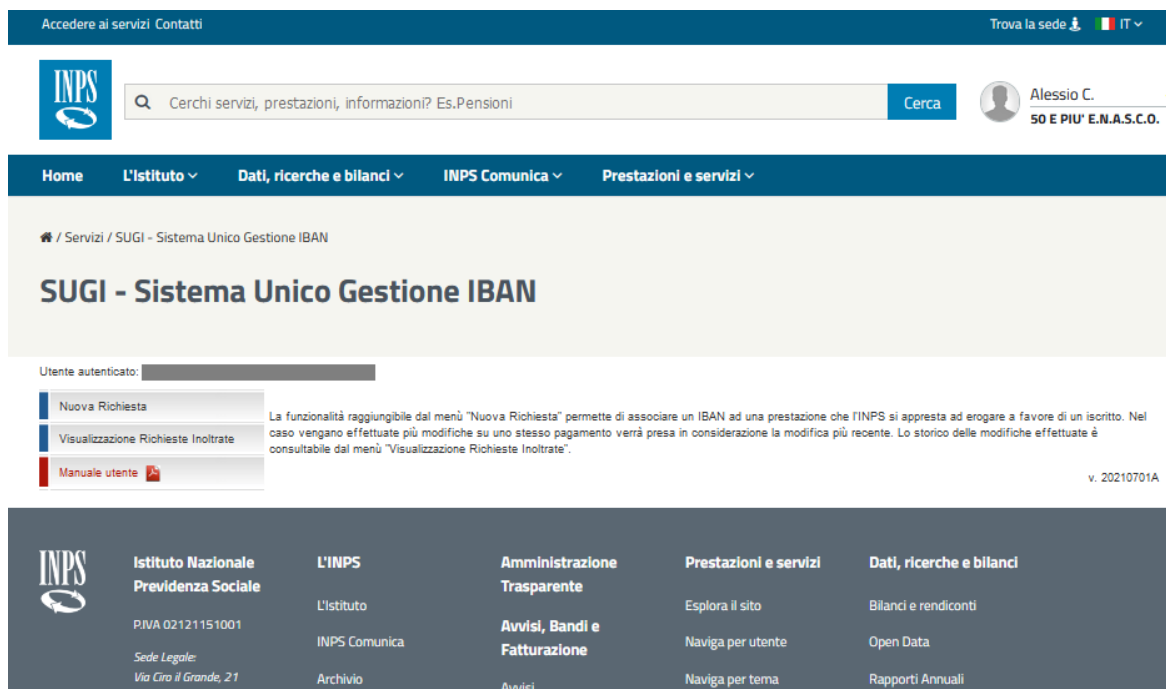 Accedere ai servizi Contatti
Trova la sede IT
INPS
Cerchi servizi, prestazioni, informazioni? Es.Pensioni
Cerca
Alessio C.
50 E PIU' E.N.A.S.C.O.
Home L'Istituto Dati, ricerche e bilanci INPS Comunica Prestazioni e servizi
/ Servizi / SUGI - Sistema Unico Gestione IBAN
SUGI - Sistema Unico Gestione IBAN
Utente autenticato:
Nuova Richiesta
Visualizzazione Richieste Inoltrate
Manuale utente
La funzionalità raggiungibile dal menù "Nuova Richiesta" permette di associare un IBAN ad una prestazione che l'INPS si appresta ad erogare a favore di un iscritto. Nel
caso vengano effettuate più modifiche su uno stesso pagamento verrà presa in considerazione la modifica più recente. Lo storico delle modifiche effettuate è
consultabile dal menù "Visualizzazione Richieste Inoltrate".
v. 20210701A
INPS
Istituto Nazionale
Previdenza Sociale
P.IVA 02121151001
Sede Legale:
Via Ciro il Grande, 21
L'INPS
L'Istituto
INPS Comunica
Archivio
Amministrazione
Trasparente
Avvisi, Bandi e
Fatturazione
Avvisi
Prestazioni e servizi
Esplora il sito
Naviga per utente
Naviga per tema
Dati, ricerche e bilanci
Bilanci e rendiconti
Open Data
Rapporti Annuali